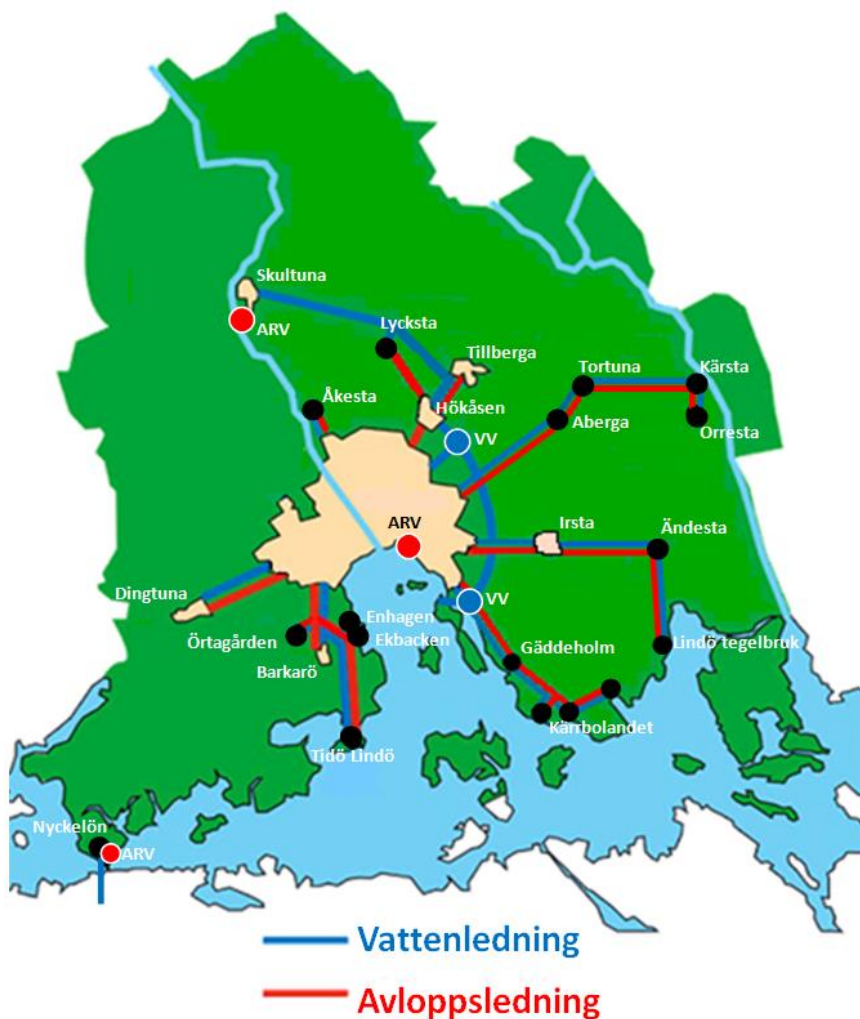 Skultuna
ARV
Lycksta
Tillberga
Tortuna
Kärsta
Åkesta
Hökåsen
Aberga
Orresta
VV
ARV
Irsta
Ändesta
Dingtuna
VV
Enhagen
Örtagården
Ekbacken
Gäddeholm
Lindö tegelbruk
Barkarö
Kärrbolandet
Tidö Lindö
Nyckelön
ARV
Vattenledning
Avloppsledning